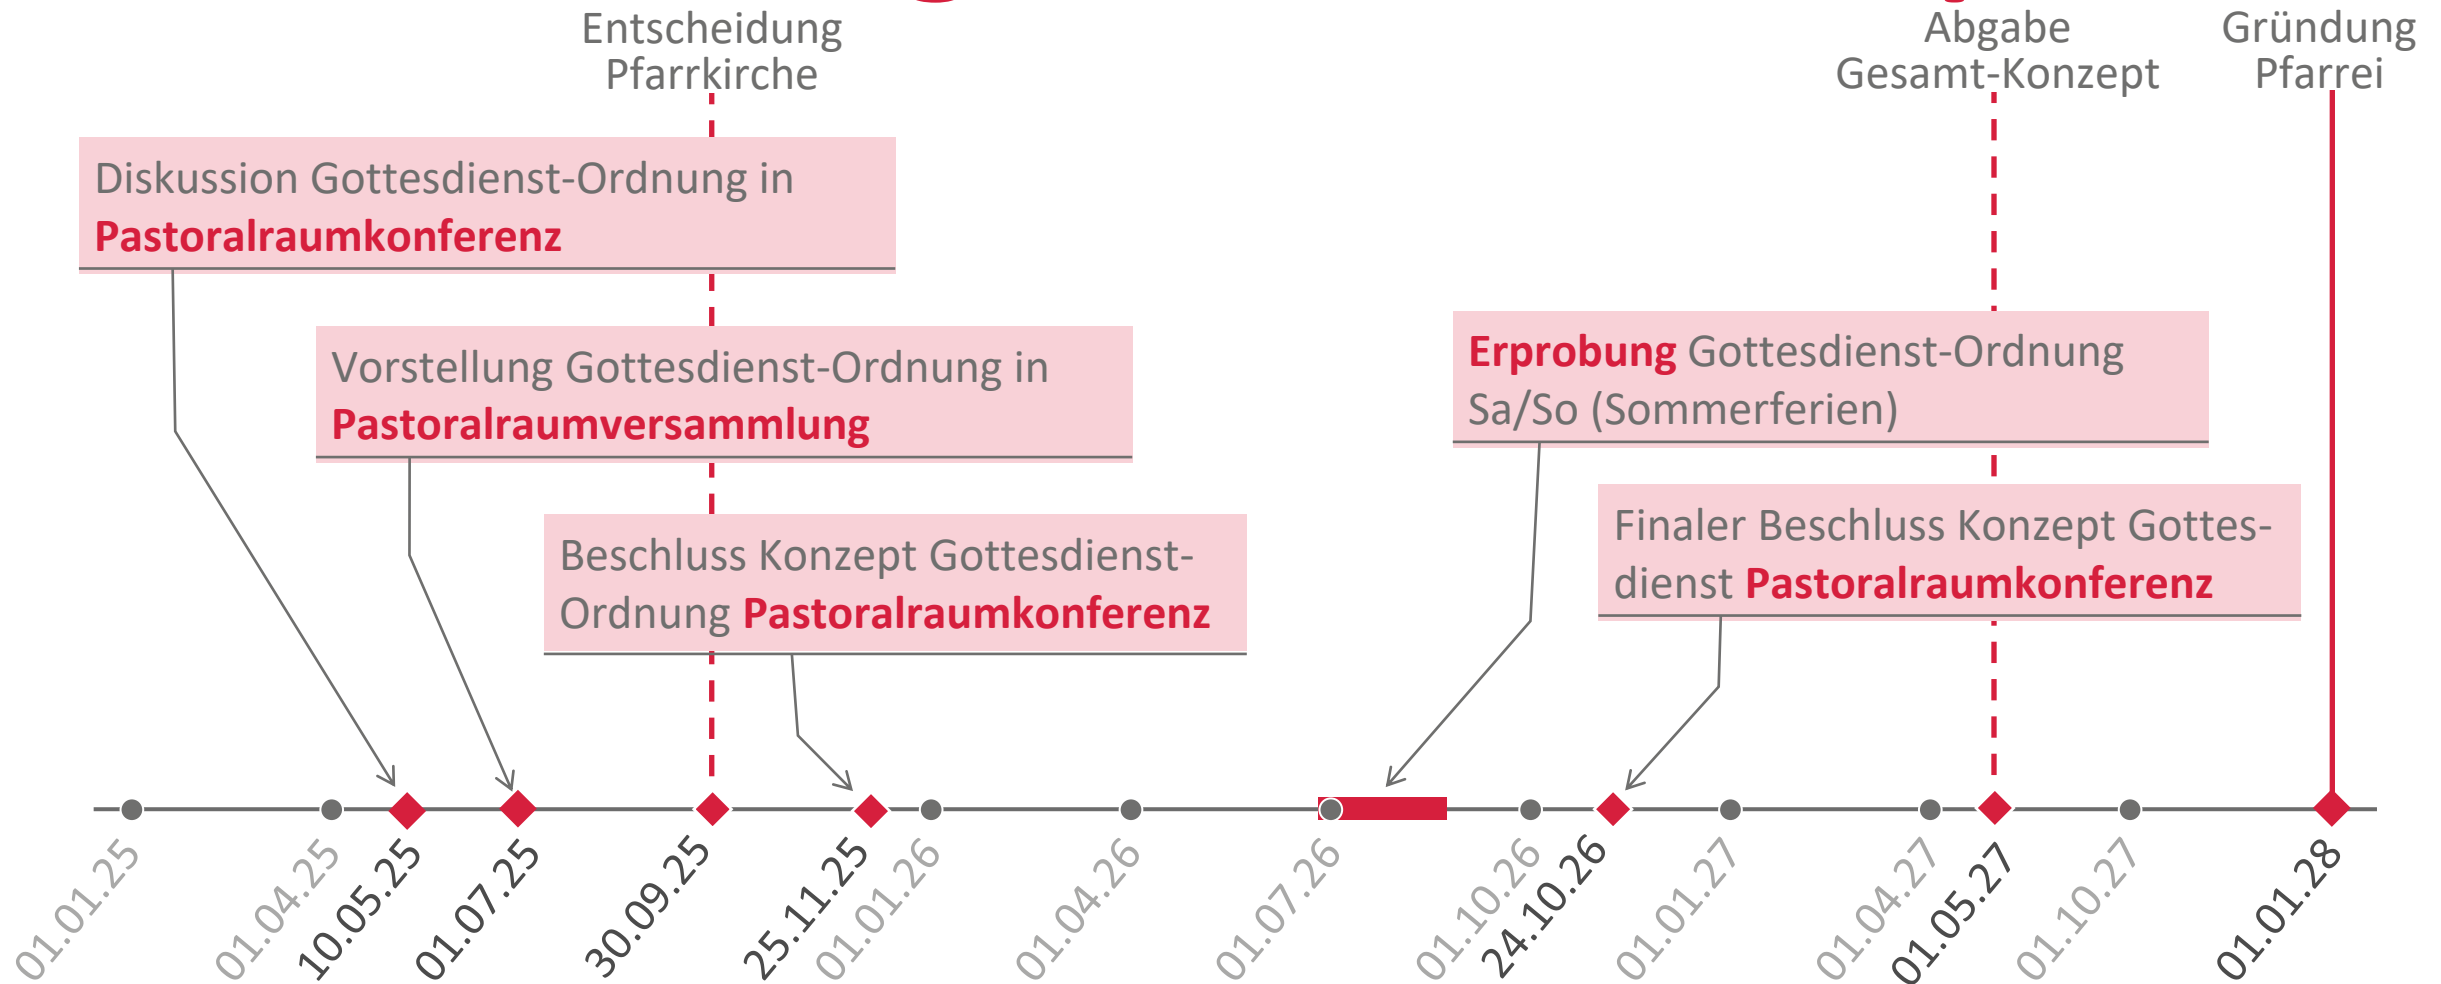 Entscheidung
Pfarrkirche
Abgabe
Gesamt-Konzept
Gründung
Pfarrei
Diskussion Gottesdienst-Ordnung in
Pastoralraumkonferenz
Vorstellung Gottesdienst-Ordnung in
Pastoralraumversammlung
Beschluss Konzept Gottesdienst-
Ordnung Pastoralraumkonferenz
Erprobung Gottesdienst-Ordnung
Sa/So (Sommerferien)
Finaler Beschluss Konzept Gottes-
dienst Pastoralraumkonferenz
01.01.25
01.04.25
10.05.25
01.07.25
30.09.25
25.11.25
01.01.26
01.04.26
01.07.26
01.10.26
24.10.26
01.01.27
01.04.27
01.05.27
01.10.27
01.01.28